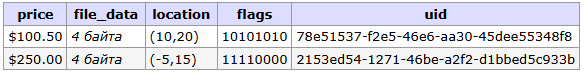 price file_data location flags uid
$100.50 4 байта (10,20) 10101010 78e51537-f2e5-46e6-aa30-45dee55348f8
$250.00 4 байта (-5,15) 11110000 2153ed54-1271-46be-a2f2-d1bbed5c933b